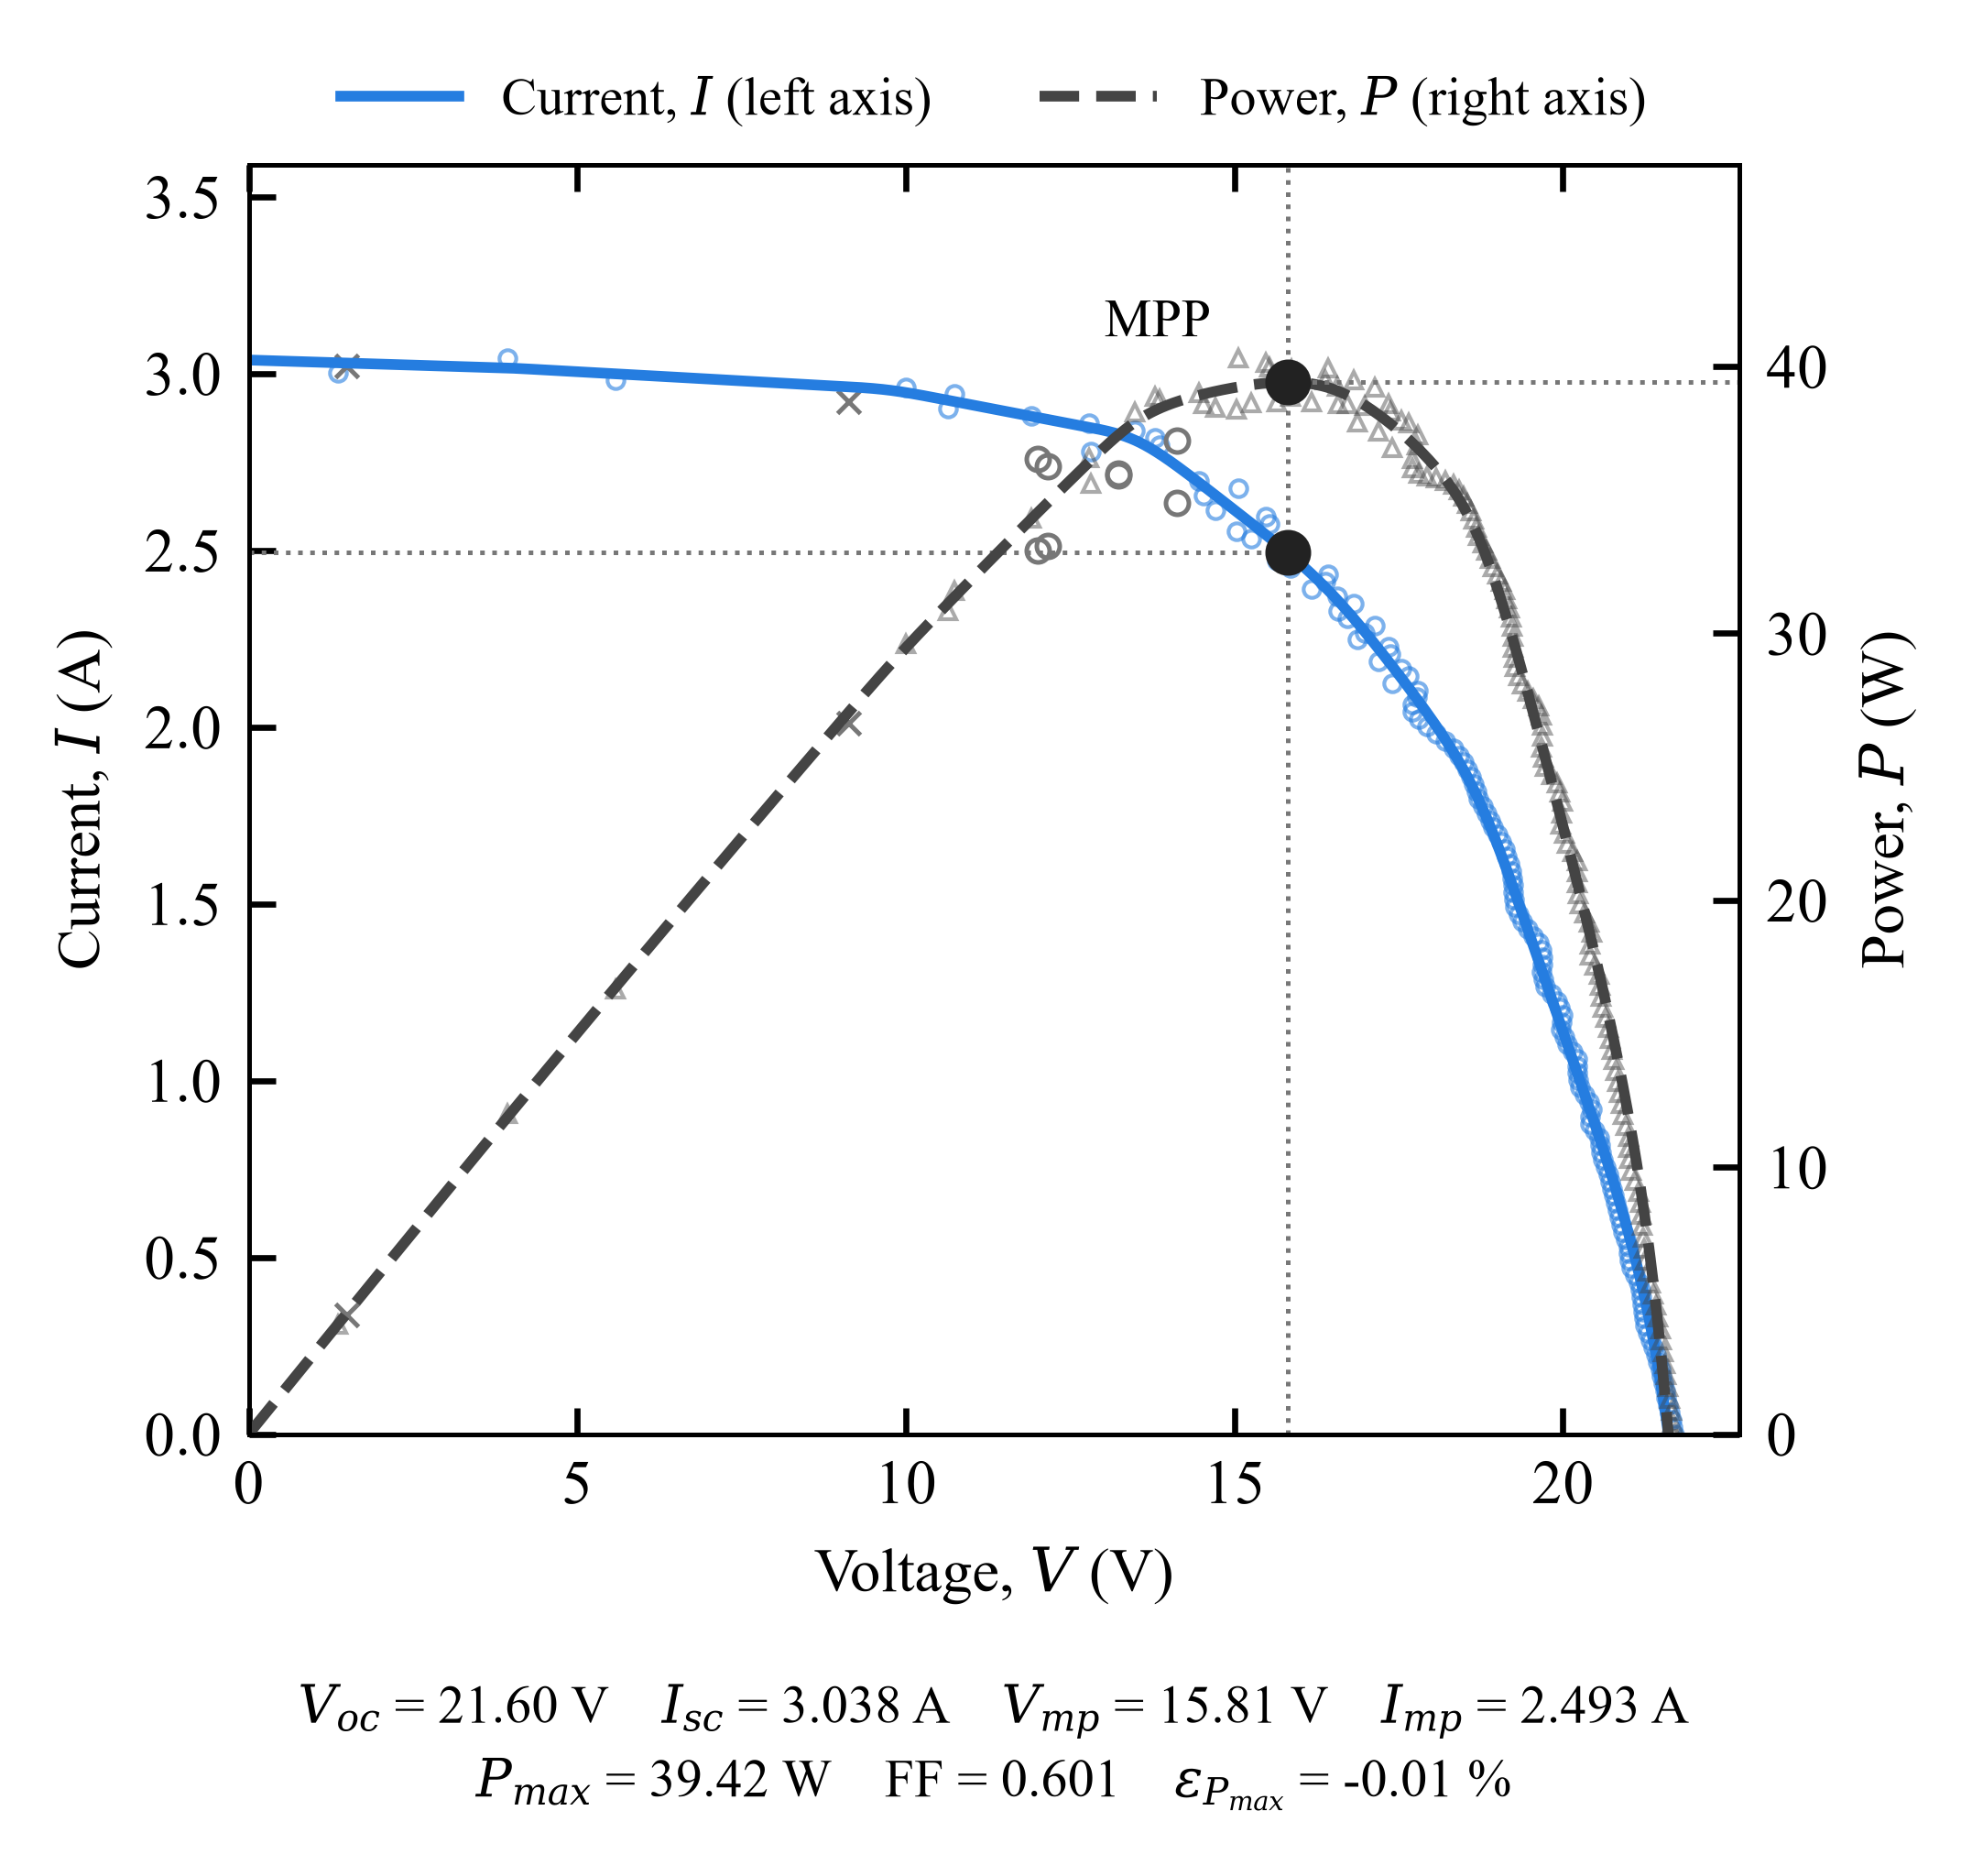 Current, I (left axis) Power, P (right axis)
MPP
3.5
3.0
2.5
2.0
1.5
1.0
0.5
0.0
Current, I (A)
40
30
20
10
0
Power, P (W)
0 5 10 15 20
Voltage, V (V)
V_oc = 21.60 V I_sc = 3.038 A V_mp = 15.81 V I_mp = 2.493 A
P_max = 39.42 W FF = 0.601 ε_P_max = -0.01 %